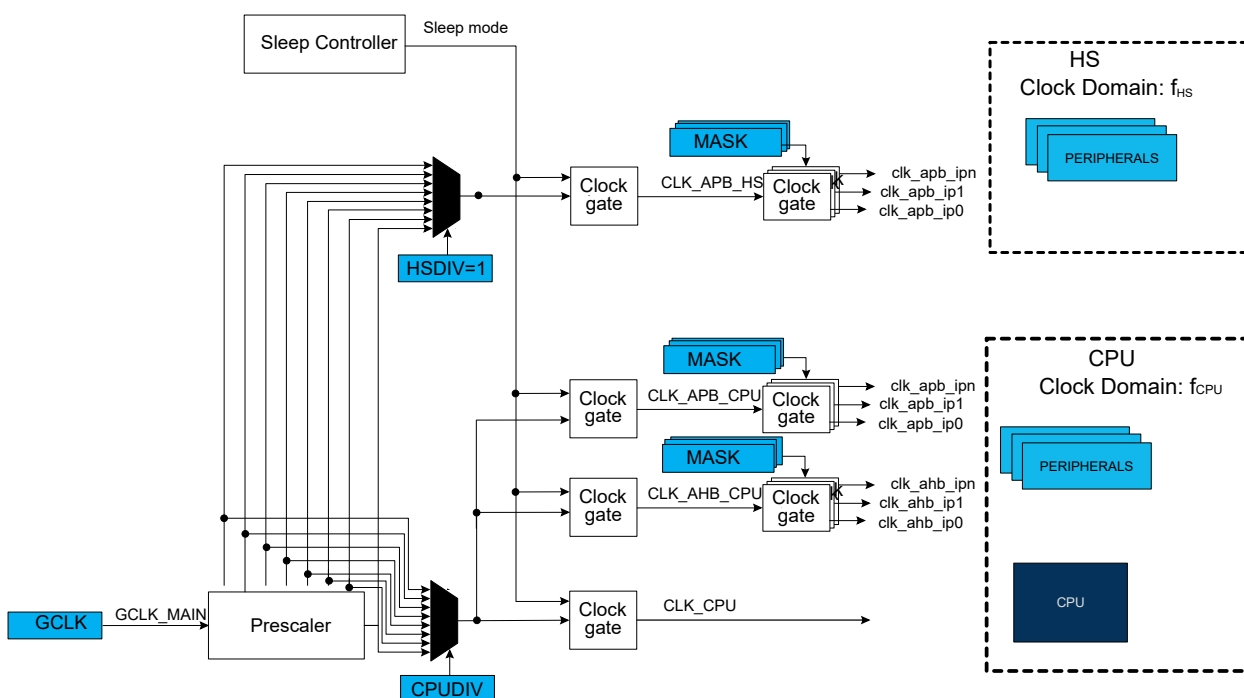 Sleep Controller
Sleep mode
HS
Clock Domain: fHS
PERIPHERALS
MASK
Clock
gate
CLK_APB_HS
Clock
gate
K
clk_apb_ipn
clk_apb_ip1
clk_apb_ip0
HSDIV=1
CPU
Clock Domain: fCPU
PERIPHERALS
MASK
Clock
gate
CLK_APB_CPU
Clock
gate
clk_apb_ipn
clk_apb_ip1
clk_apb_ip0
MASK
Clock
gate
CLK_AHB_CPU
Clock
gate
K
clk_ahb_ipn
clk_ahb_ip1
clk_ahb_ip0
CPU
GCLK
GCLK_MAIN
Prescaler
Clock
gate
CLK_CPU
CPUDIV